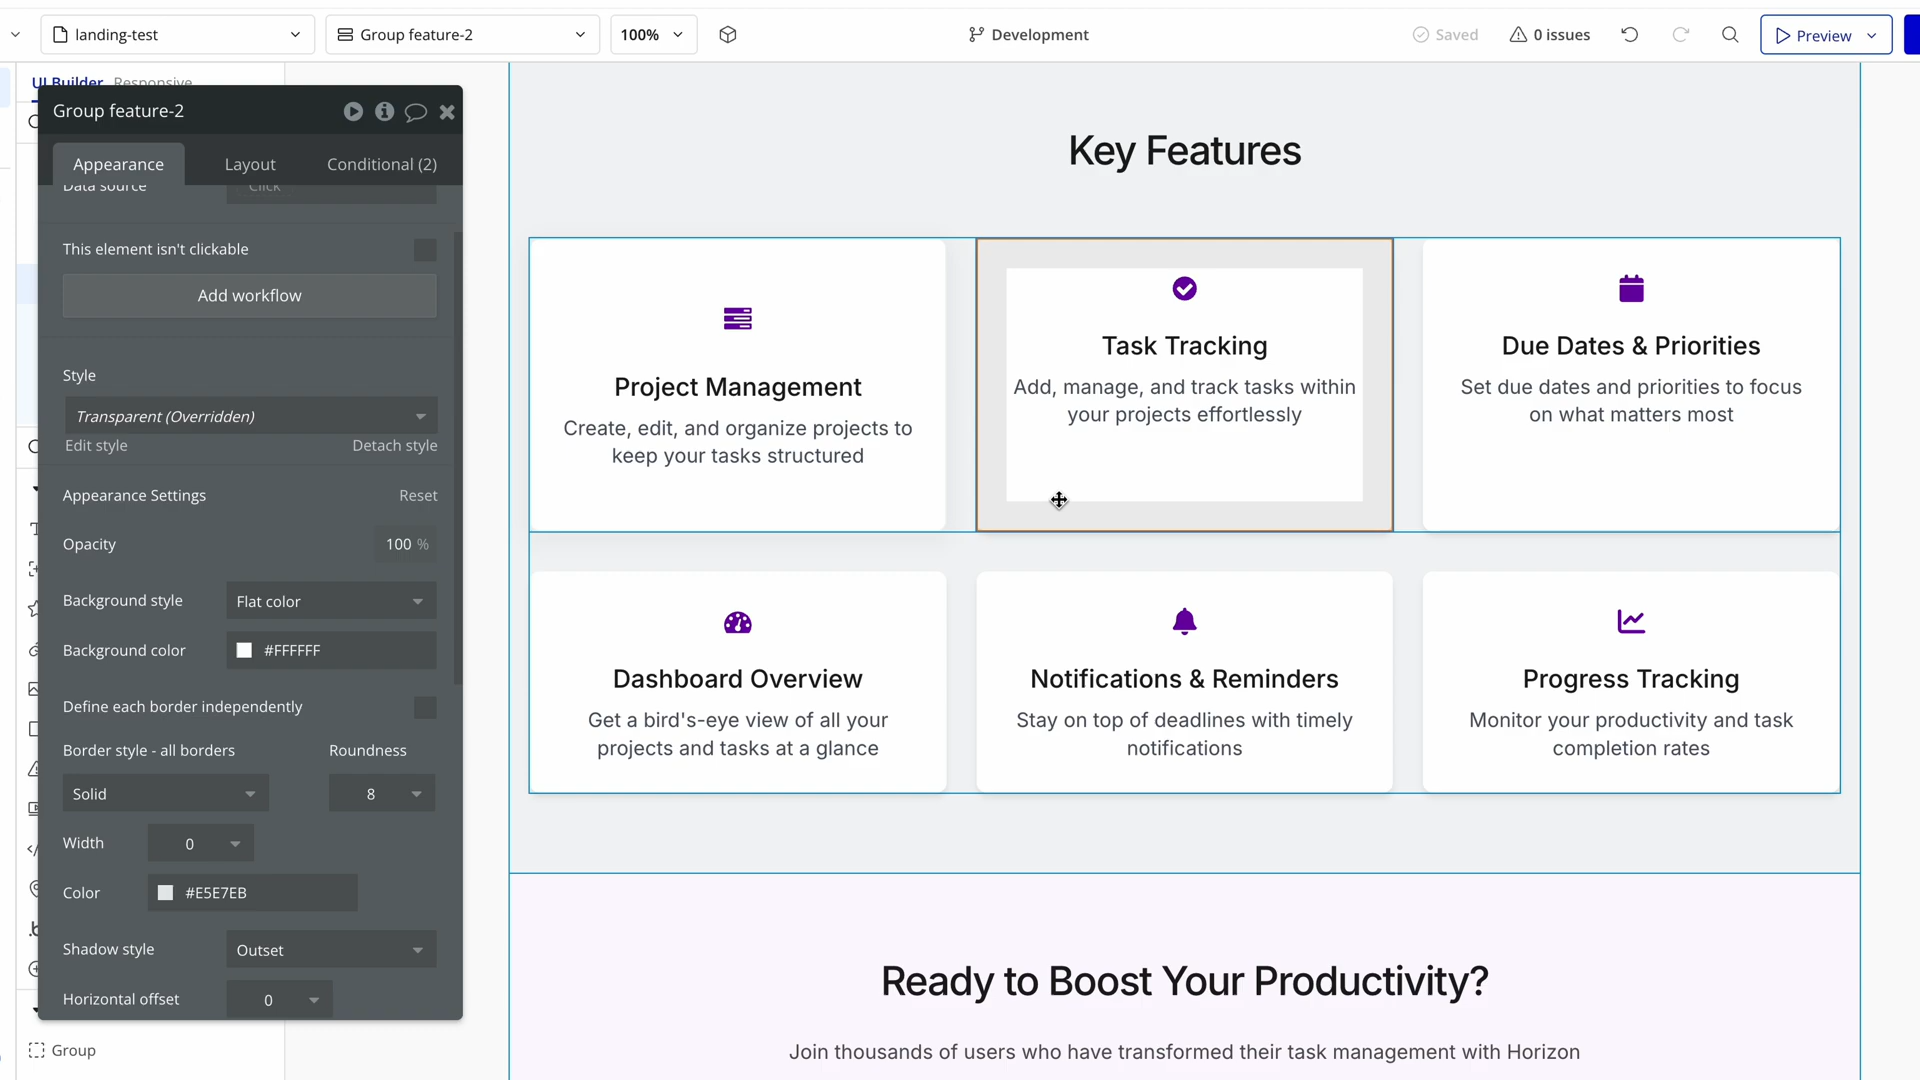 landing-test
Group feature-2
100%
Development
Saved
0 issues
Preview
UI Builder
Responsive
Group feature-2
Appearance
Layout
Conditional (2)
Data source
Click
This element isn't clickable
Add workflow
Style
Transparent (Overridden)
Edit style
Detach style
Appearance Settings
Reset
Opacity
100 %
Background style
Flat color
Background color
#FFFFFF
Define each border independently
Border style - all borders
Roundness
Solid
8
Width
0
Color
#E5E7EB
Shadow style
Outset
Horizontal offset
0
Group
Key Features
Project Management
Create, edit, and organize projects to
keep your tasks structured
Task Tracking
Add, manage, and track tasks within
your projects effortlessly
Due Dates & Priorities
Set due dates and priorities to focus
on what matters most
Dashboard Overview
Get a bird's-eye view of all your
projects and tasks at a glance
Notifications & Reminders
Stay on top of deadlines with timely
notifications
Progress Tracking
Monitor your productivity and task
completion rates
Ready to Boost Your Productivity?
Join thousands of users who have transformed their task management with Horizon